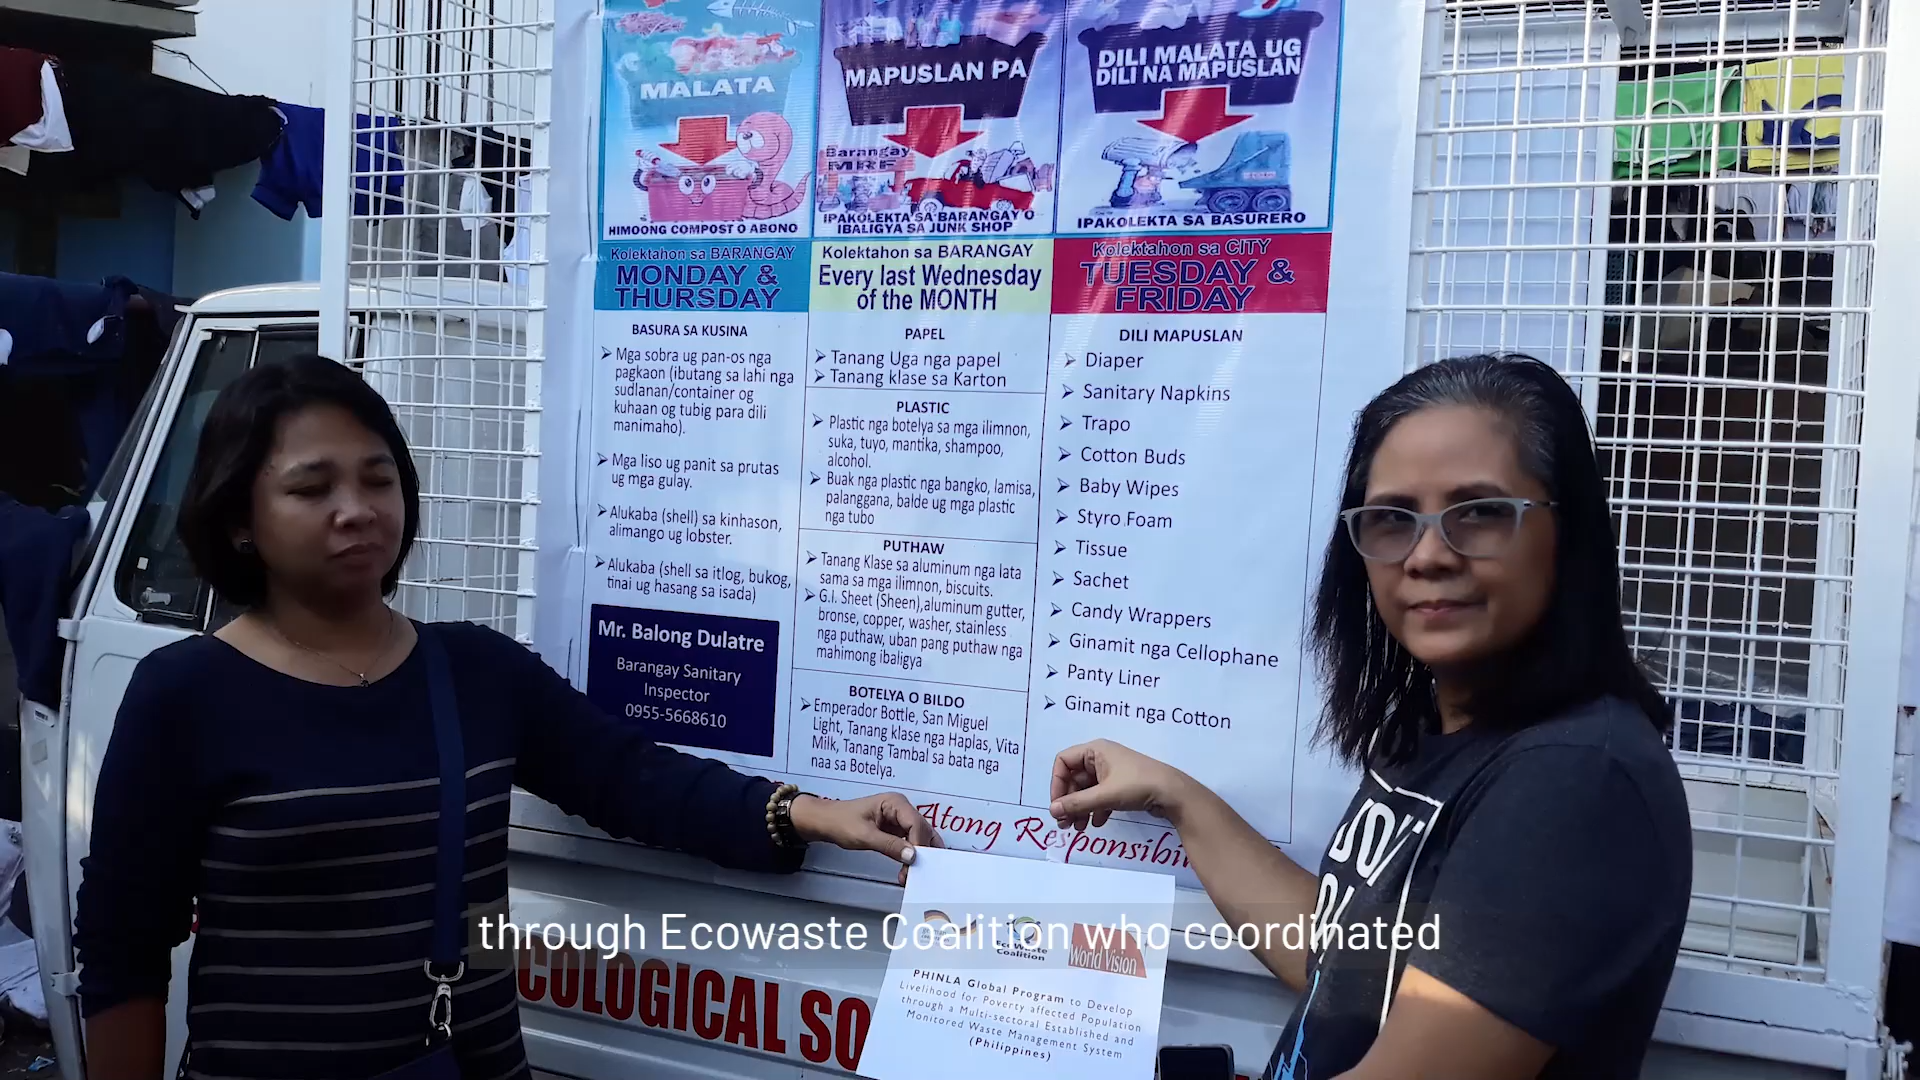 MALATA
HIMOONG COMPOST O ABONO
MAPUSLAN PA
Barangay
MRF
IPAKOLEKTA SA BARANGAY O
IBALIGYA SA JUNK SHOP
DILI MALATA UG
DILI NA MAPUSLAN
IPAKOLEKTA SA BASURERO
Kolektahon sa BARANGAY
MONDAY &
THURSDAY
BASURA SA KUSINA
➢ Mga sobra ug pan-os nga
pagkaon (ibutang sa lahi nga
sudlanan/container og
kuhaan og tubig para dili
manimaho).
➢ Mga liso ug panit sa prutas
ug mga gulay.
➢ Alukaba (shell) sa kinhason,
alimango ug lobster.
➢ Alukaba (shell sa itlog, bukog,
tinai ug hasang sa isada)
Mr. Balong Dulatre
Barangay Sanitary
Inspector
0955-5668610
Kolektahon sa BARANGAY
Every last Wednesday
of the MONTH
PAPEL
➢ Tanang Uga nga papel
➢ Tanang klase sa Karton
PLASTIC
➢ Plastic nga botelya sa mga ilimnon,
suka, tuyo, mantika, shampoo,
alcohol.
➢ Buak nga plastic nga bangko, lamisa,
palanggana, balde ug mga plastic
nga tubo
PUTHAW
➢ Tanang Klase sa aluminum nga lata
sama sa mga ilimnon, biscuits.
➢ G.I. Sheet (Sheen),aluminum gutter,
bronse, copper, washer, stainless
nga puthaw, uban pang puthaw nga
mahimong ibaligya
BOTELYA O BILDO
➢ Emperador Bottle, San Miguel
Light, Tanang klase nga Haplas, Vita
Milk, Tanang Tambal sa bata nga
naa sa Botelya.
Kolektahon sa CITY
TUESDAY &
FRIDAY
DILI MAPUSLAN
➢ Diaper
➢ Sanitary Napkins
➢ Trapo
➢ Cotton Buds
➢ Baby Wipes
➢ Styro Foam
➢ Tissue
➢ Sachet
➢ Candy Wrappers
➢ Ginamit nga Cellophane
➢ Panty Liner
➢ Ginamit nga Cotton
Atong Responsibi
through Ecowaste Coalition who coordinated
EcoWaste
Coalition
World Vision
PHINLA Global Program to Develop
Livelihood for Poverty affected Population
through a Multi-sectoral Established and
Monitored Waste Management System
(Philippines)
COLOGICAL SO